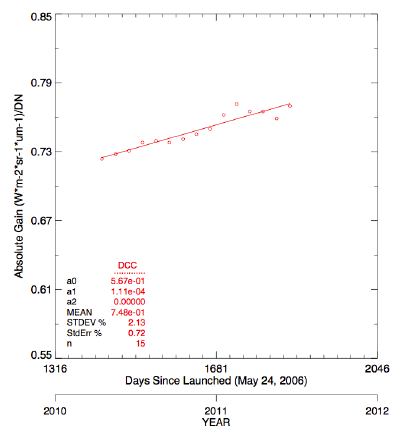 0.85
0.79
0.73
0.67
0.61
0.55
Absolute Gain (W*m-2*sr-1*um-1)/DN
DCC
a0 5.67e-01
a1 1.11e-04
a2 0.00000
MEAN 7.48e-01
STDEV % 2.13
StdErr % 0.72
n 15
1316 1681 2046
Days Since Launched (May 24, 2006)
2010 2011 2012
YEAR